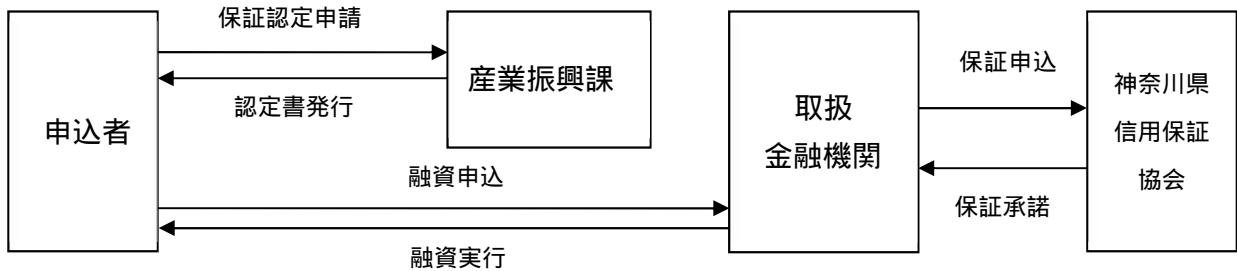 保証認定申請
産業振興課
認定書発行
申込者
融資申込
融資実行
取扱
金融機関
保証申込
保証承諾
神奈川県
信用保証
協会